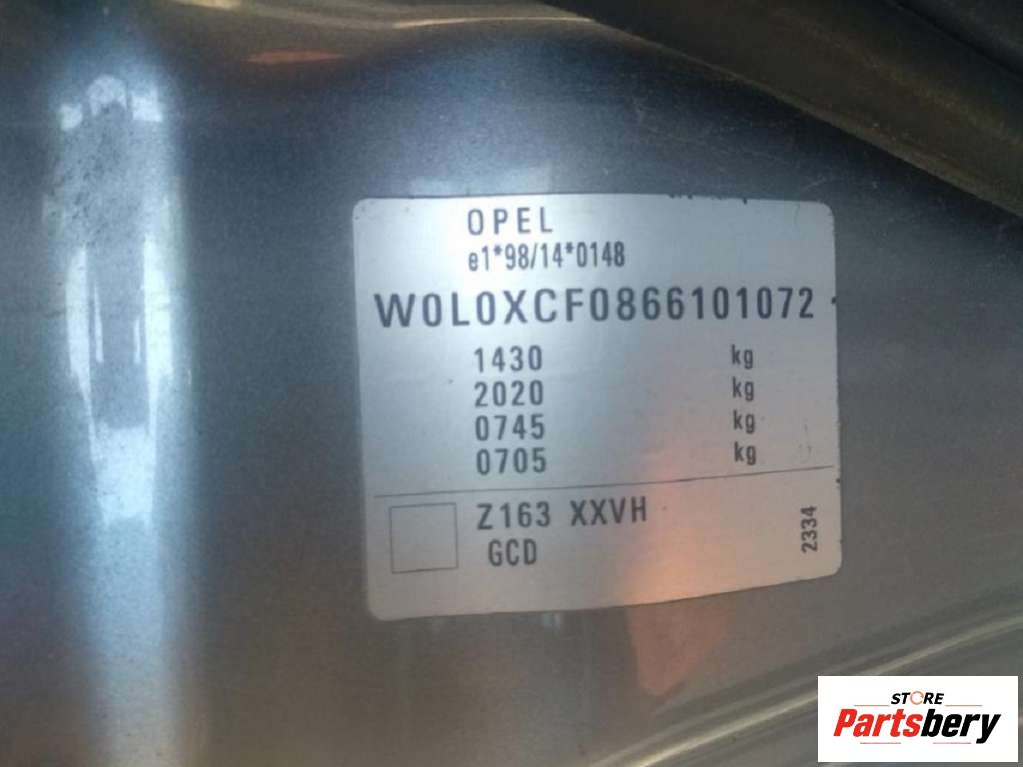 OPEL
e1*98/14*0148
W0L0XCF0866101072
1430 kg
2020 kg
0745 kg
0705 kg
Z163 XXVH
GCD
2334
STORE
Partsbery